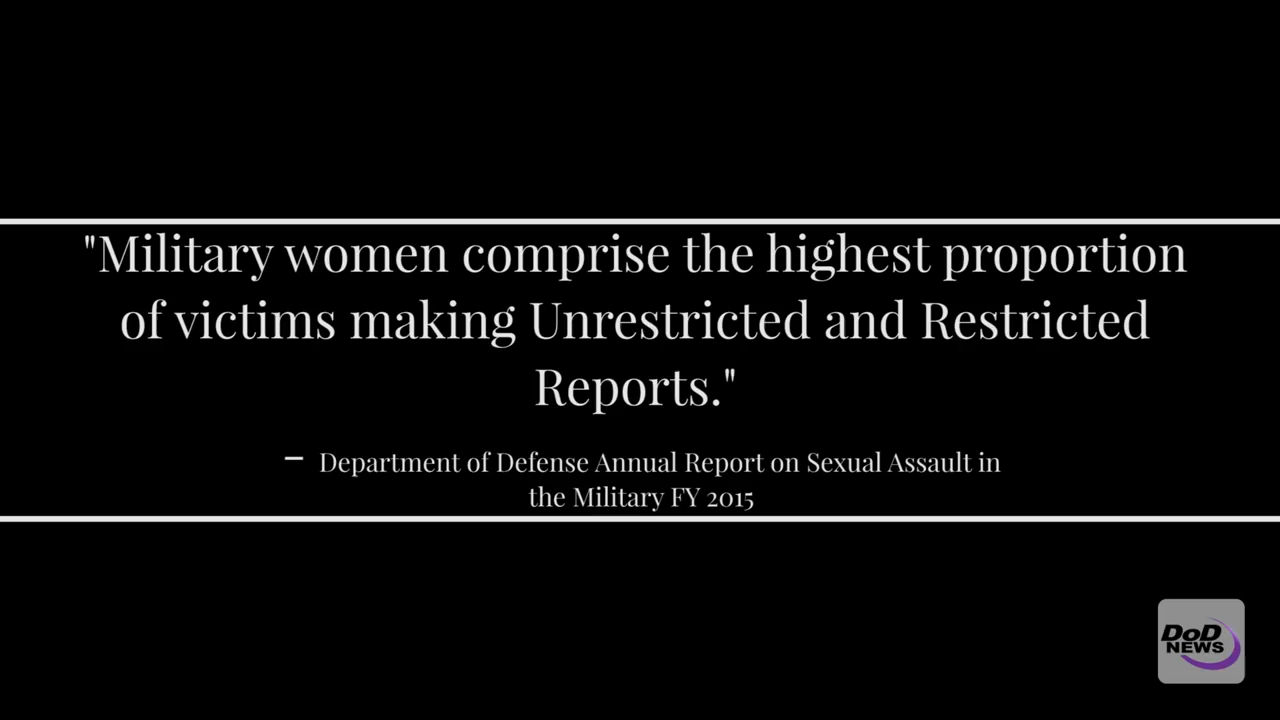 "Military women comprise the highest proportion
of victims making Unrestricted and Restricted
Reports."
– Department of Defense Annual Report on Sexual Assault in
the Military FY 2015
DoD
NEWS